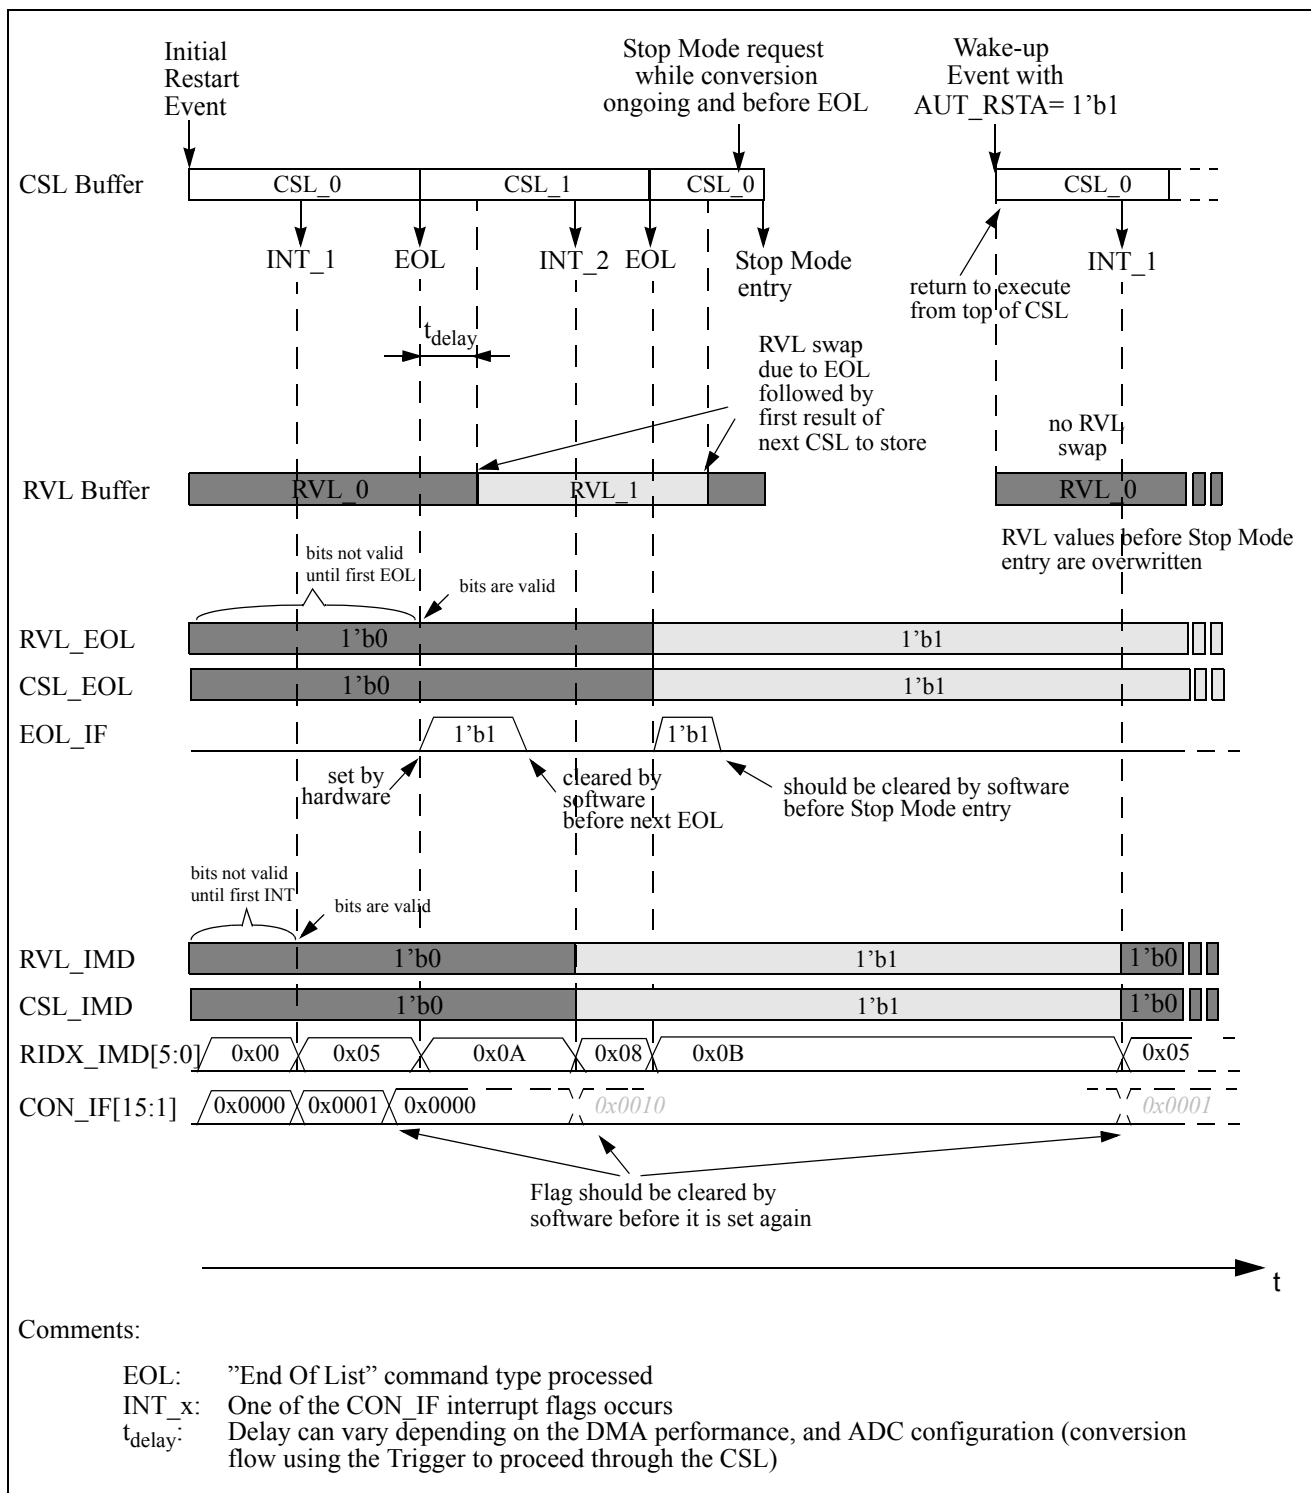 Initial
Restart
Event
Stop Mode request
while conversion
ongoing and before EOL
Wake-up
Event with
AUT_RSTA= 1’b1
CSL Buffer
CSL_0
CSL_1
CSL_0
CSL_0
INT_1
EOL
INT_2
EOL
Stop Mode
entry
INT_1
return to execute
from top of CSL
tdelay
RVL swap
due to EOL
followed by
first result of
next CSL to store
no RVL
swap
RVL Buffer
RVL_0
RVL_1
RVL_0
RVL values before Stop Mode
entry are overwritten
bits not valid
until first EOL
bits are valid
RVL_EOL
1’b0
1’b1
CSL_EOL
1’b0
1’b1
EOL_IF
1’b1
1’b1
set by
hardware
cleared by
software
before next EOL
should be cleared by software
before Stop Mode entry
bits not valid
until first INT
bits are valid
RVL_IMD
1’b0
1’b1
1’b0
CSL_IMD
1’b0
1’b1
1’b0
RIDX_IMD[5:0]
0x00
0x05
0x0A
0x08
0x0B
0x05
CON_IF[15:1]
0x0000
0x0001
0x0000
0x0010
0x0001
Flag should be cleared by
software before it is set again
t
Comments:
EOL: ”End Of List” command type processed
INT_x: One of the CON_IF interrupt flags occurs
tdelay: Delay can vary depending on the DMA performance, and ADC configuration (conversion
flow using the Trigger to proceed through the CSL)